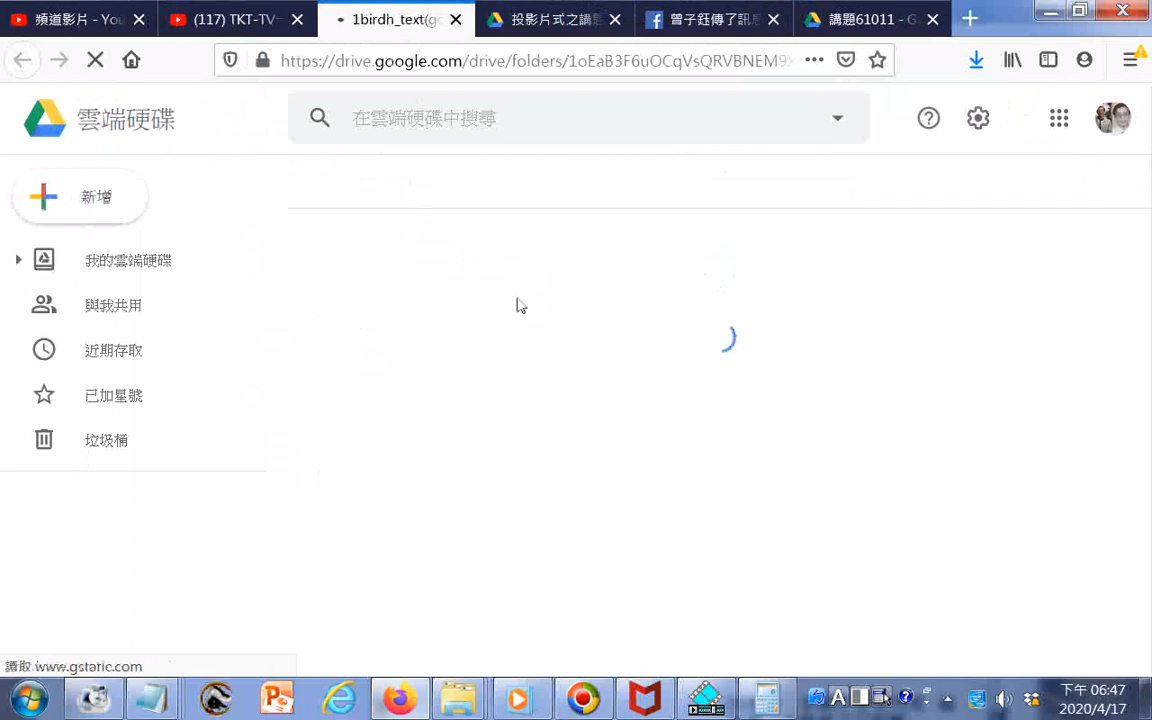 頻道影片 - You
(117) TKT-TV-
1birdh_text(go
投影片式之講題
曾子鈺傳了訊息
講題61011 - G
https://drive.google.com/drive/folders/1oEaB3F6uOCqVsQRVBNEM9X
雲端硬碟
在雲端硬碟中搜尋
新增
我的雲端硬碟
與我共用
近期存取
已加星號
垃圾桶
讀取 www.gstatic.com
下午 06:47
2020/4/17